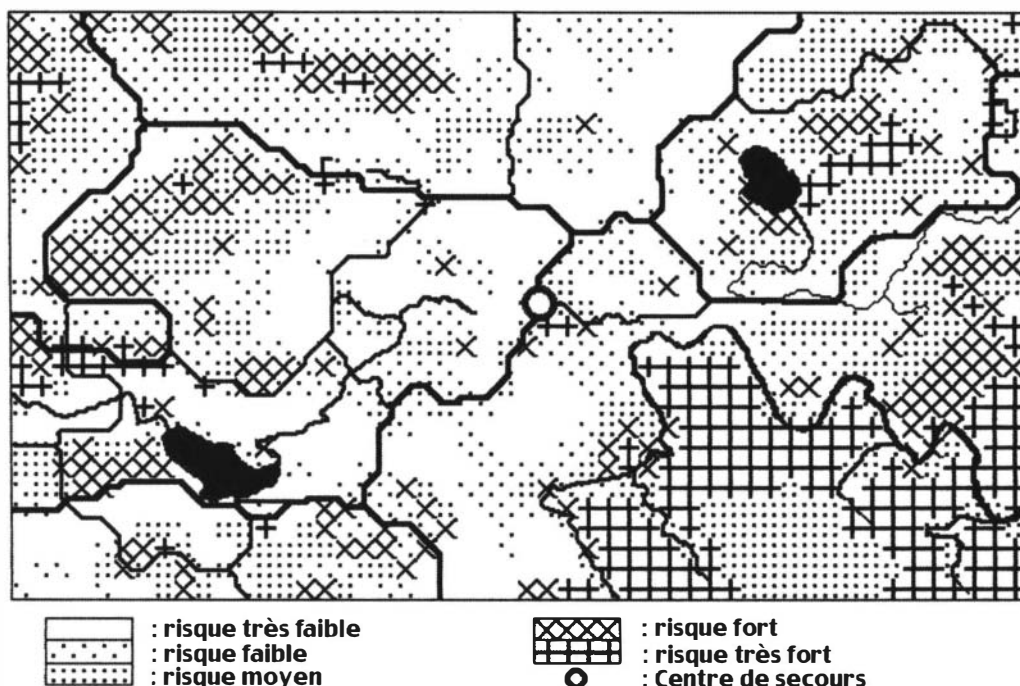 : risque très faible
: risque faible
: risque moyen
: risque fort
: risque très fort
: Centre de secours